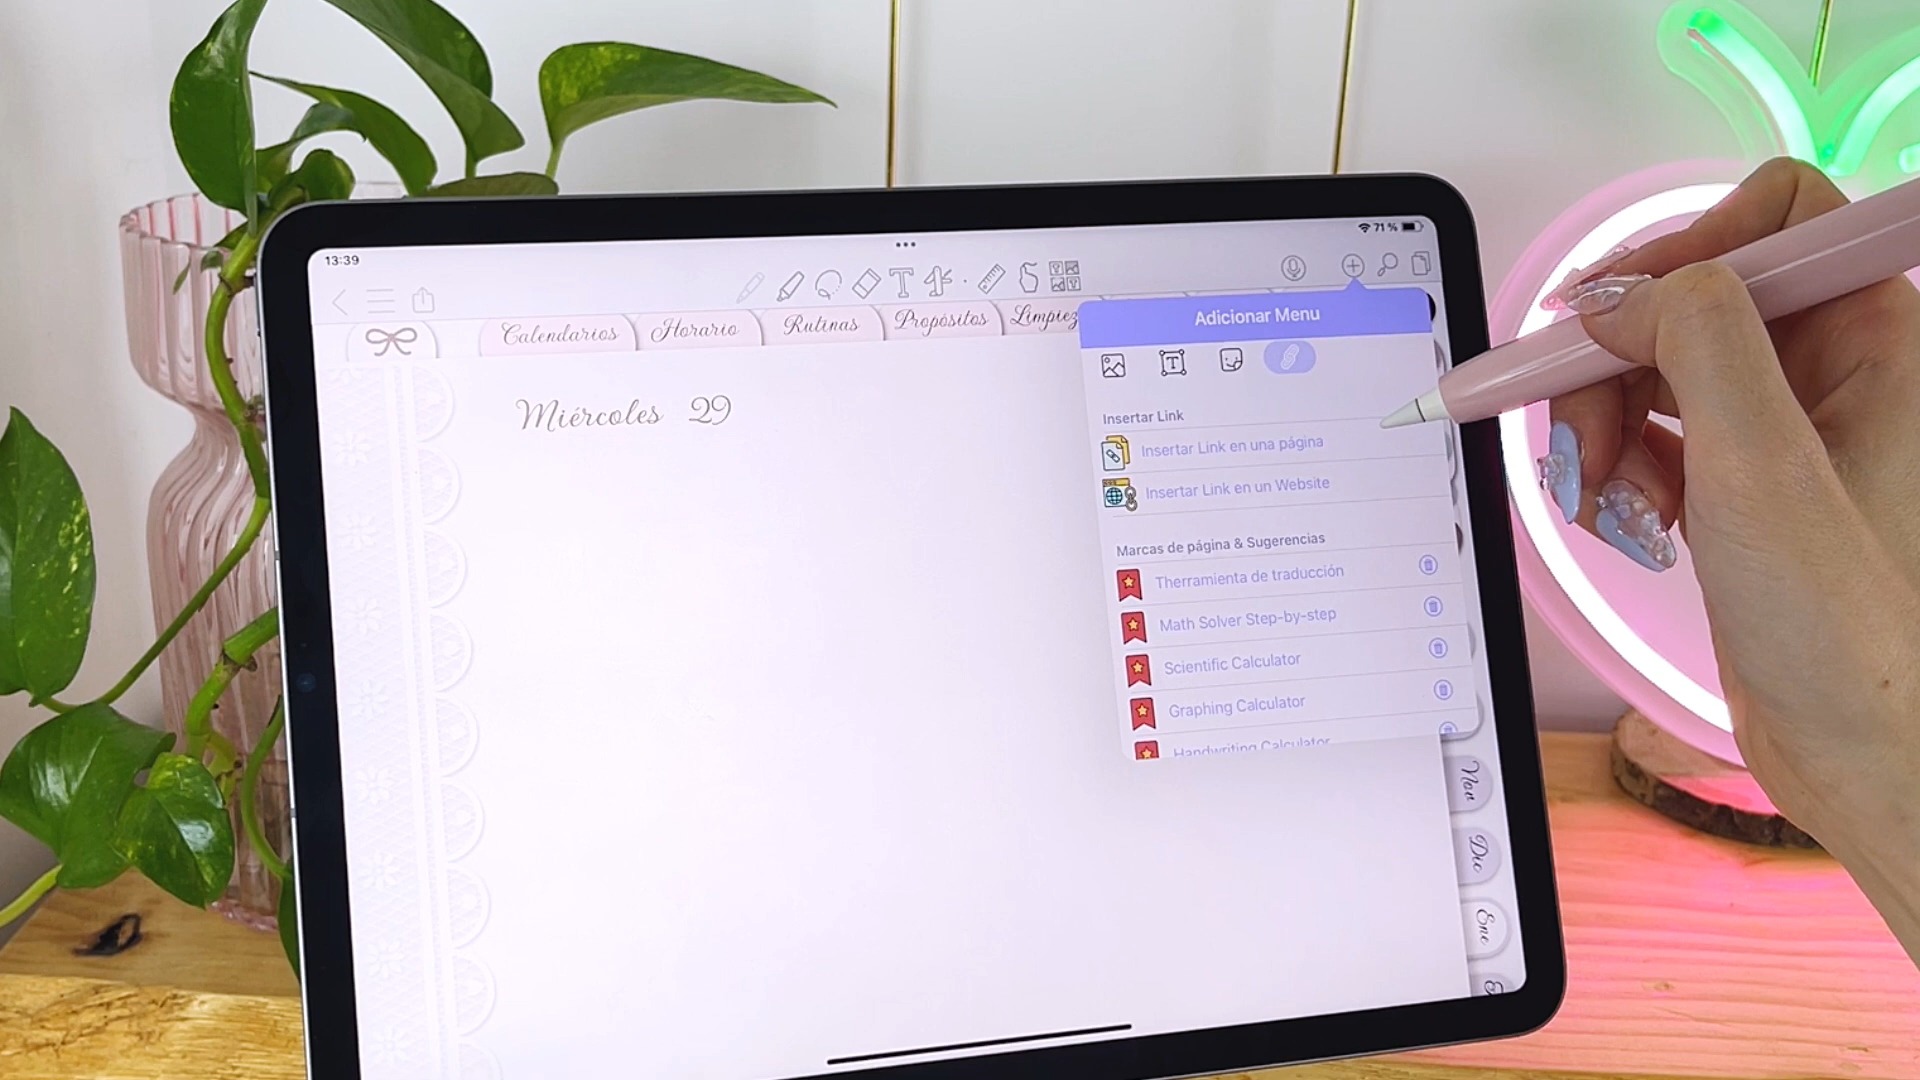 13:39
71 %
Calendarios
Horario
Rutinas
Propósitos
Adicionar Menu
Miércoles 29
Insertar Link
Insertar Link en una página
Insertar Link en un Website
Marcas de página & Sugerencias
Therramienta de traducción
Math Solver Step-by-step
Scientific Calculator
Graphing Calculator
Handwriting Calculator
Nov
Dic
Ene